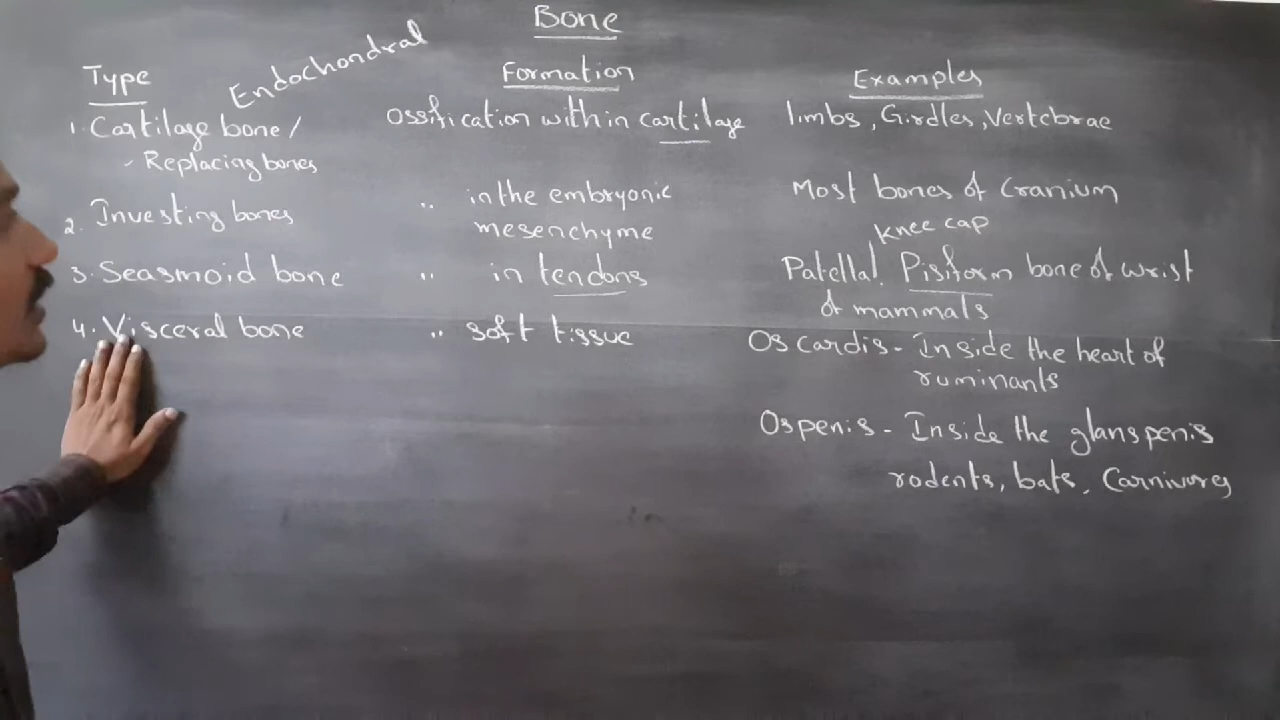 Bone
Type Endochondral Formation Examples
1. Cartilage bone/ Ossification within cartilage limbs, Girdles, Vertebrae
- Replacing bones
2. Investing bones ,, in the embryonic Most bones of Cranium
mesenchyme knee cap
3. Seasmoid bone ,, in tendons Patella! Pisiform bone of wrist
of mammals
4. Visceral bone ,, soft tissue Os cardis - Inside the heart of
ruminants
Os penis - Inside the glans penis
rodents, bats, Carnivores